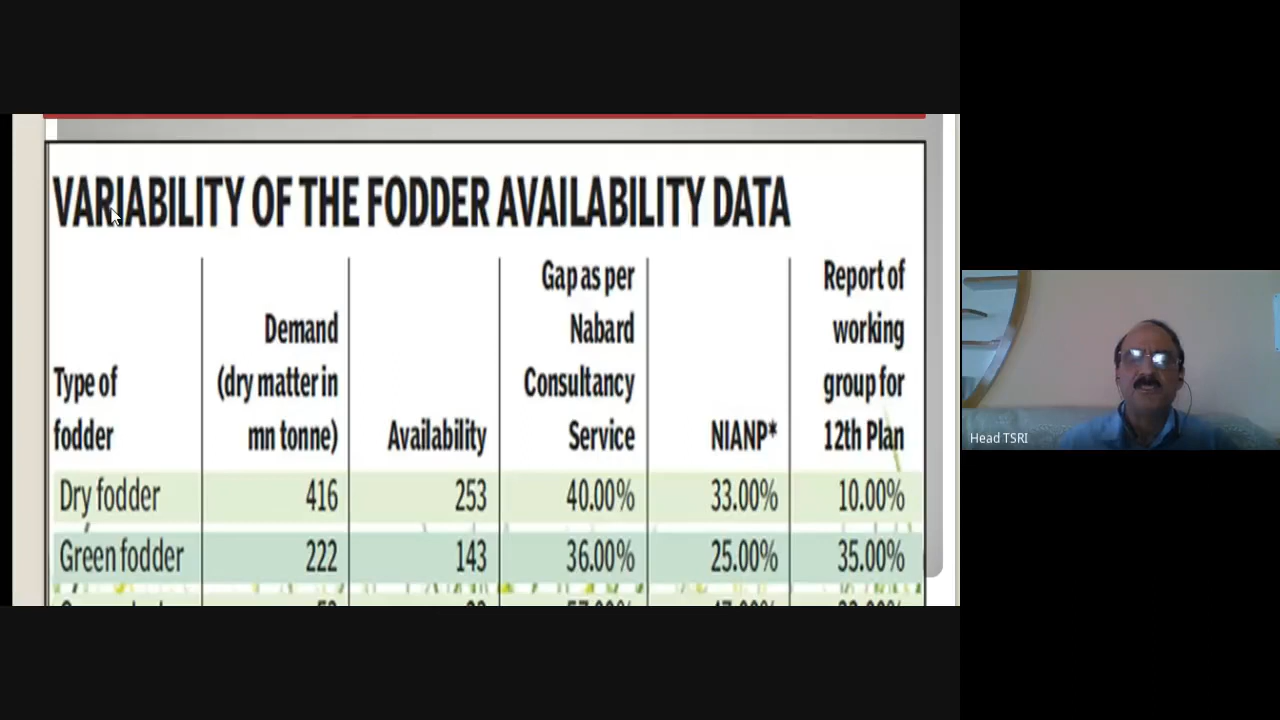 VARIABILITY OF THE FODDER AVAILABILITY DATA
Type of fodder
Demand (dry matter in mn tonne)
Availability
Gap as per Nabard Consultancy Service
NIANP*
Report of working group for 12th Plan
Dry fodder 416 253 40.00% 33.00% 10.00%
Green fodder 222 143 36.00% 25.00% 35.00%
Head TSRI